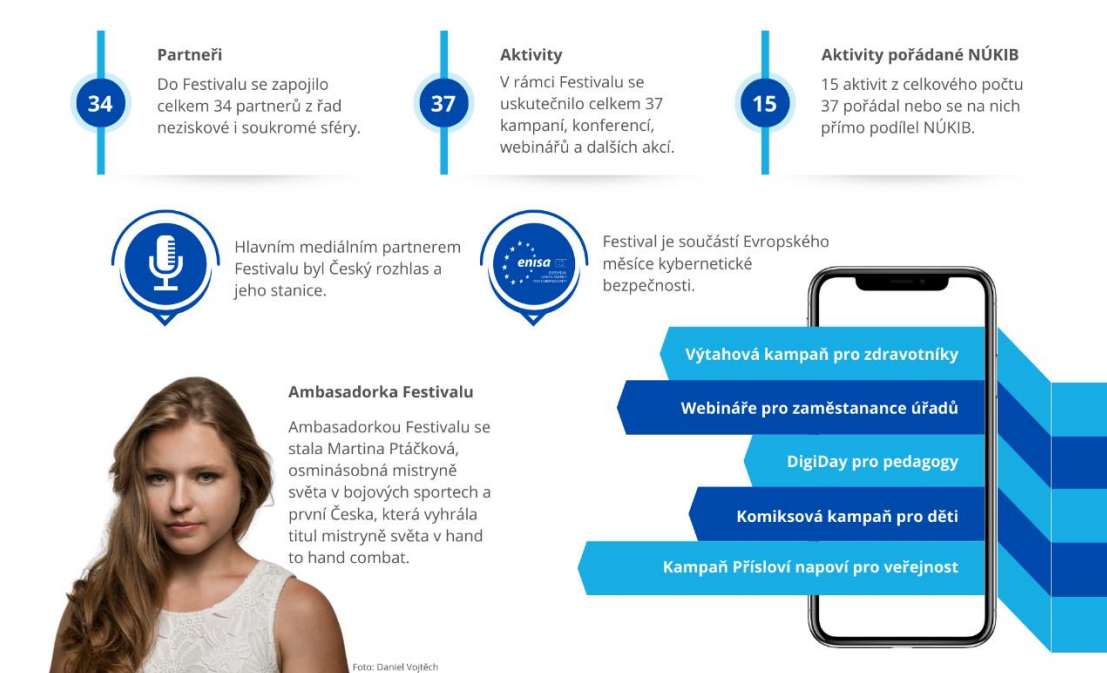 34
Partneři
Do Festivalu se zapojilo
celkem 34 partnerů z řad
neziskové i soukromé sféry.
37
Aktivity
V rámci Festivalu se
uskutečnilo celkem 37
kampaní, konferencí,
webinářů a dalších akcí.
15
Aktivity pořádané NÚKIB
15 aktivit z celkového počtu
37 pořádal nebo se na nich
přímo podílel NÚKIB.
Hlavním mediálním partnerem
Festivalu byl Český rozhlas a
jeho stanice.
enisa
Festival je součástí Evropského
měsíce kybernetické
bezpečnosti.
Ambasadorka Festivalu
Ambasadorkou Festivalu se
stala Martina Ptáčková,
osminásobná mistryně
světa v bojových sportech a
první Češka, která vyhrála
titul mistryně světa v hand
to hand combat.
Foto: Daniel Vojtěch
Výtahová kampaň pro zdravotníky
Webináře pro zaměstanance úřadů
DigiDay pro pedagogy
Komiksová kampaň pro děti
Kampaň Přísloví napoví pro veřejnost